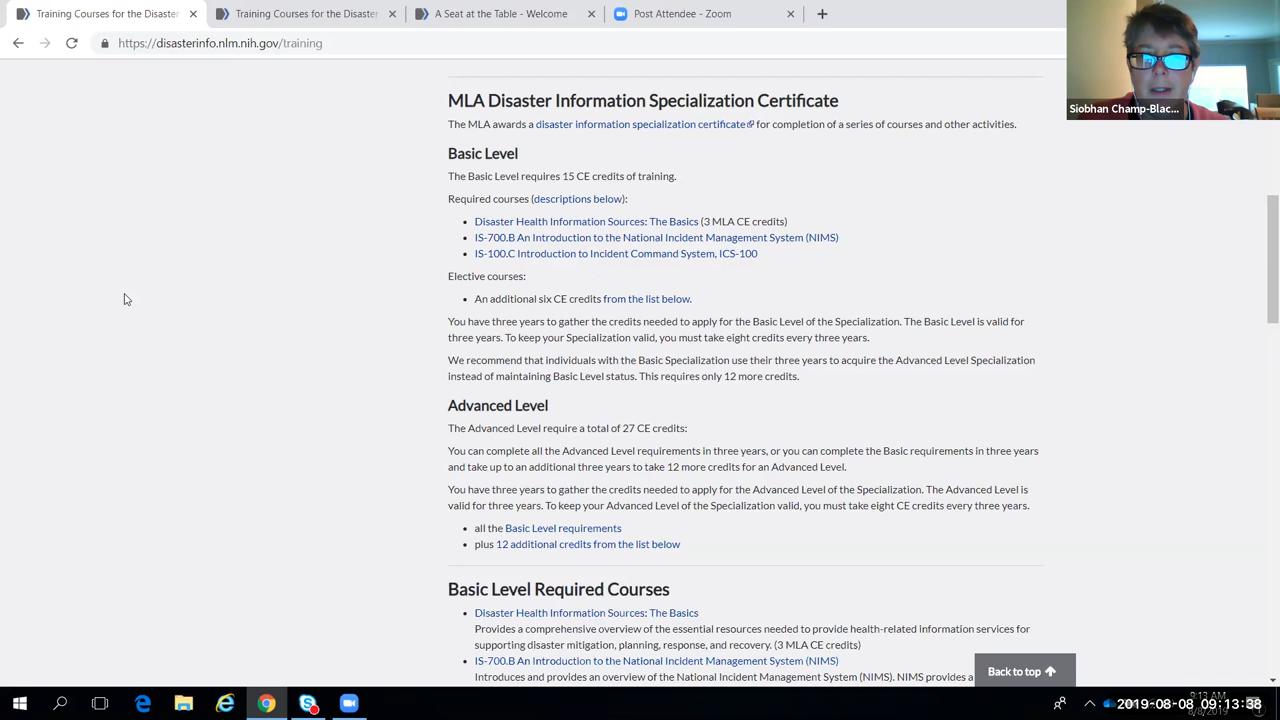 Training Courses for the Disaster
Training Courses for the Disaster
A Seat at the Table - Welcome
Post Attendee - Zoom
https://disasterinfo.nlm.nih.gov/training
Siobhan Champ-Blac...
MLA Disaster Information Specialization Certificate
The MLA awards a disaster information specialization certificate for completion of a series of courses and other activities.
Basic Level
The Basic Level requires 15 CE credits of training.
Required courses (descriptions below):
Disaster Health Information Sources: The Basics (3 MLA CE credits)
IS-700.B An Introduction to the National Incident Management System (NIMS)
IS-100.C Introduction to Incident Command System, ICS-100
Elective courses:
An additional six CE credits from the list below.
You have three years to gather the credits needed to apply for the Basic Level of the Specialization. The Basic Level is valid for
three years. To keep your Specialization valid, you must take eight credits every three years.
We recommend that individuals with the Basic Specialization use their three years to acquire the Advanced Level Specialization
instead of maintaining Basic Level status. This requires only 12 more credits.
Advanced Level
The Advanced Level require a total of 27 CE credits:
You can complete all the Advanced Level requirements in three years, or you can complete the Basic requirements in three years
and take up to an additional three years to take 12 more credits for an Advanced Level.
You have three years to gather the credits needed to apply for the Advanced Level of the Specialization. The Advanced Level is
valid for three years. To keep your Advanced Level of the Specialization valid, you must take eight CE credits every three years.
all the Basic Level requirements
plus 12 additional credits from the list below
Basic Level Required Courses
Disaster Health Information Sources: The Basics
Provides a comprehensive overview of the essential resources needed to provide health-related information services for
supporting disaster mitigation, planning, response, and recovery. (3 MLA CE credits)
IS-700.B An Introduction to the National Incident Management System (NIMS)
Introduces and provides an overview of the National Incident Management System (NIMS). NIMS provides a
Back to top
9:13 AM
2019-08-08 09:13:38
8/8/2019